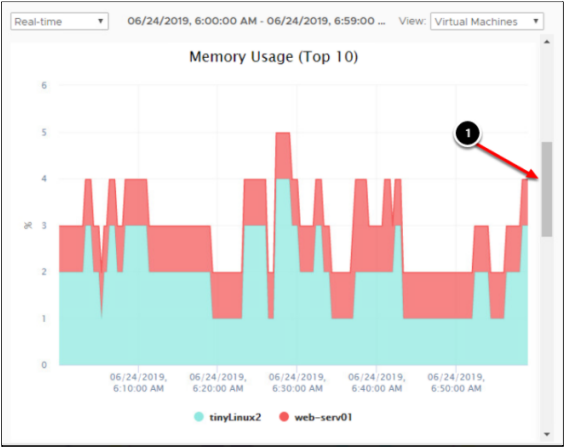 Real-time 06/24/2019, 6:00:00 AM - 06/24/2019, 6:59:00 ... View: Virtual Machines
Memory Usage (Top 10)
6
5
1
4
%
3
2
1
0
06/24/2019, 06/24/2019, 06/24/2019, 06/24/2019, 06/24/2019,
6:10:00 AM 6:20:00 AM 6:30:00 AM 6:40:00 AM 6:50:00 AM
tinyLinux2 web-serv01